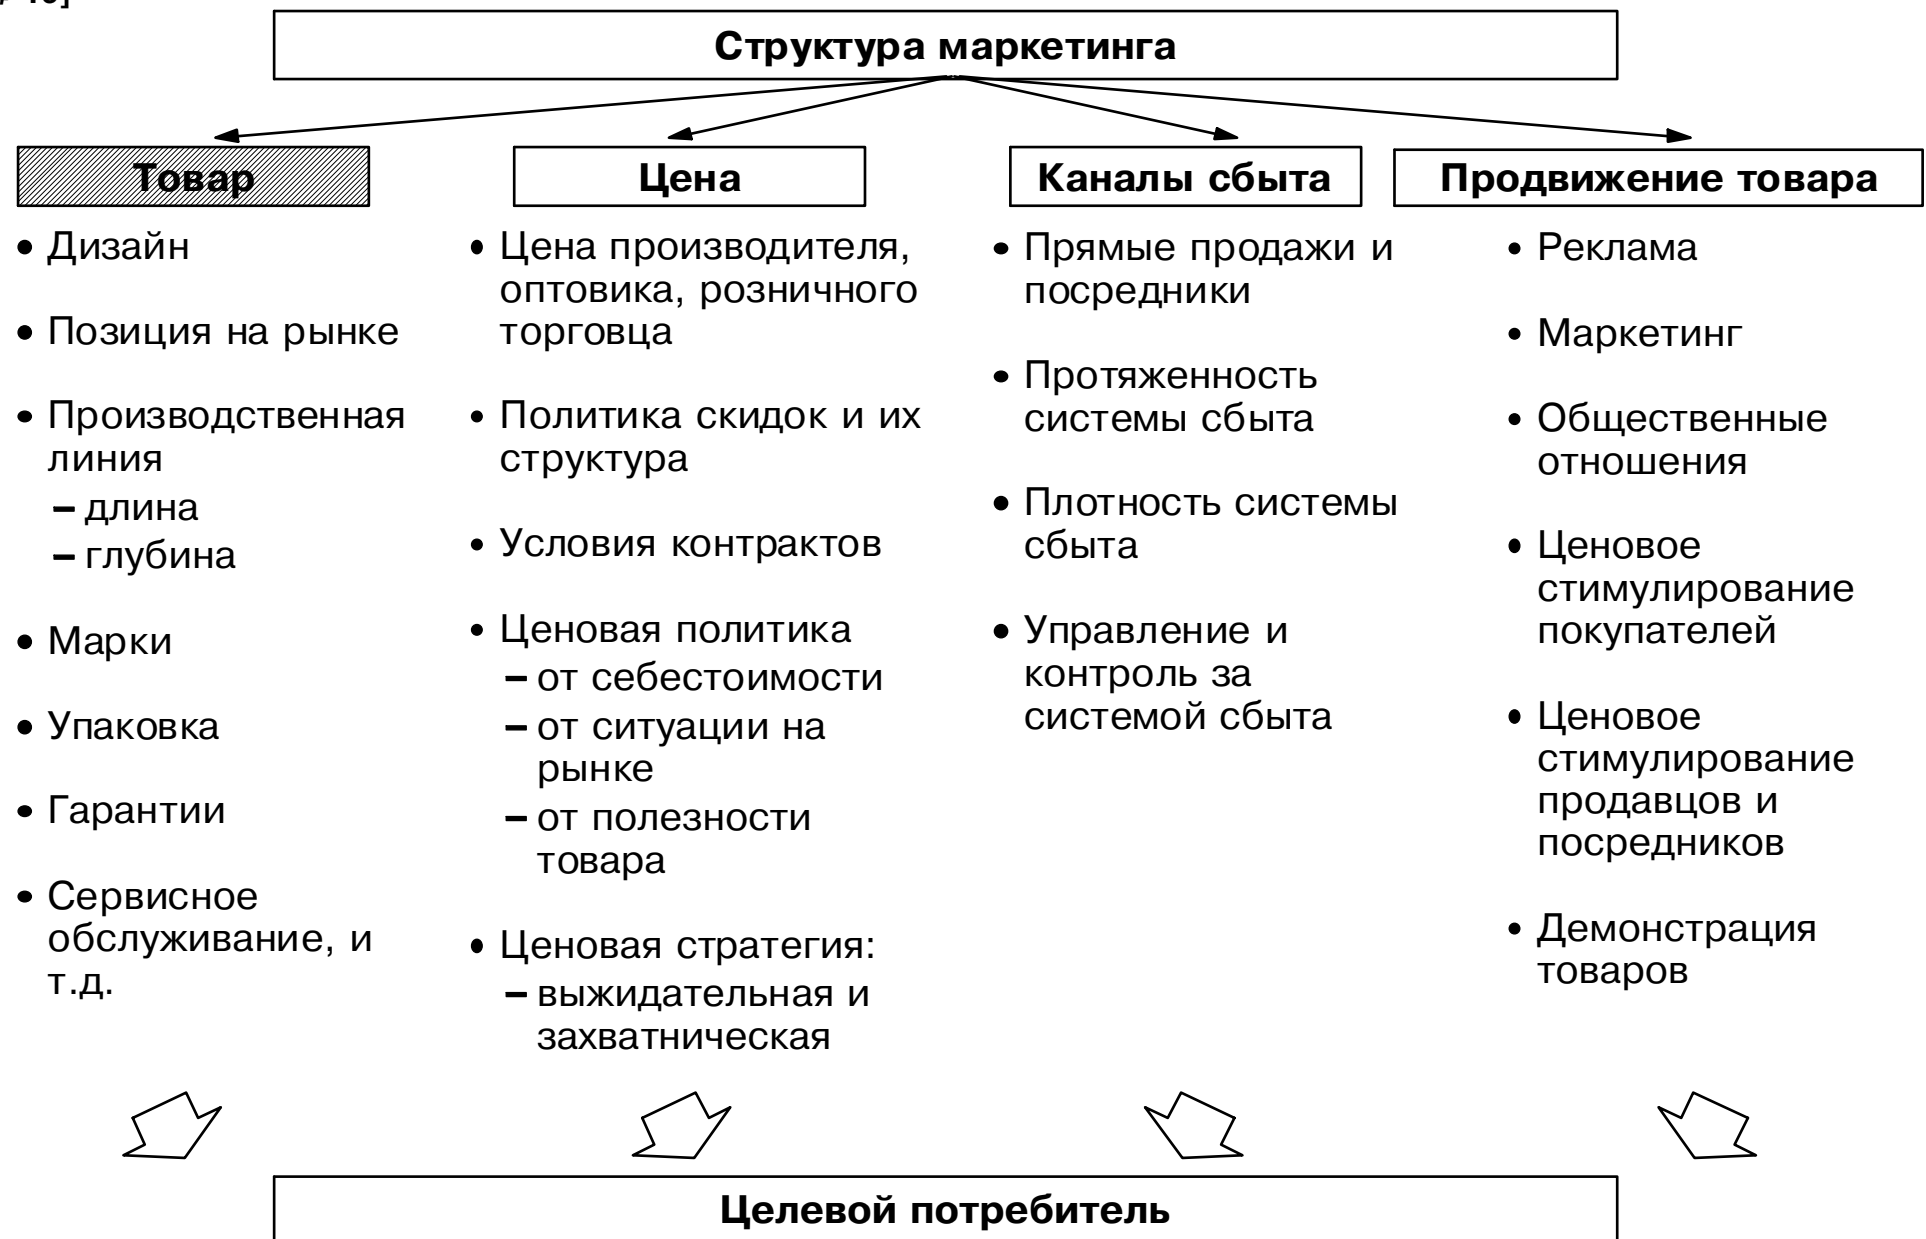 Структура маркетинга
Товар
• Дизайн
• Позиция на рынке
• Производственная
линия
– длина
– глубина
• Марки
• Упаковка
• Гарантии
• Сервисное
обслуживание, и
т.д.
Цена
• Цена производителя,
оптовика, розничного
торговца
• Политика скидок и их
структура
• Условия контрактов
• Ценовая политика
– от себестоимости
– от ситуации на
рынке
– от полезности
товара
• Ценовая стратегия:
– выжидательная и
захватническая
Каналы сбыта
• Прямые продажи и
посредники
• Протяженность
системы сбыта
• Плотность системы
сбыта
• Управление и
контроль за
системой сбыта
Продвижение товара
• Реклама
• Маркетинг
• Общественные
отношения
• Ценовое
стимулирование
покупателей
• Ценовое
стимулирование
продавцов и
посредников
• Демонстрация
товаров
Целевой потребитель